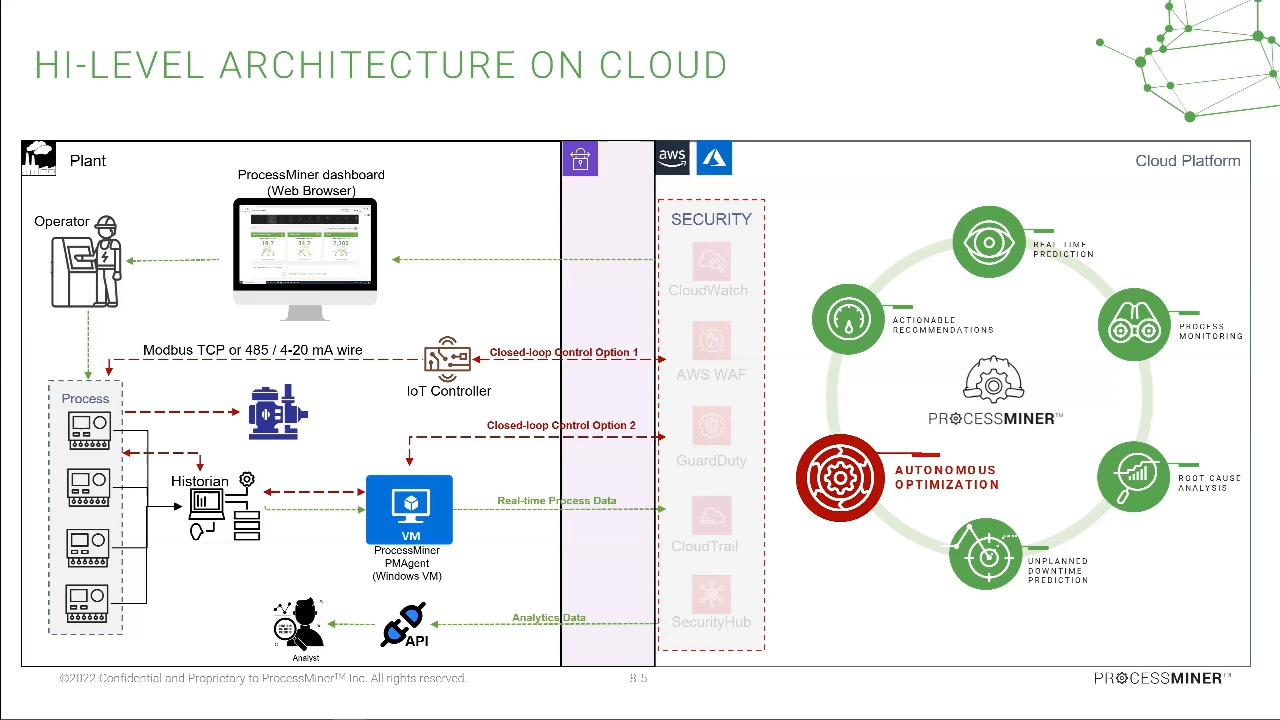 HI-LEVEL ARCHITECTURE ON CLOUD
Plant
aws
Cloud Platform
ProcessMiner dashboard
(Web Browser)
Operator
SECURITY
CloudWatch
REAL TIME
PREDICTION
ACTIONABLE
RECOMMENDATIONS
PROCESS
MONITORING
Modbus TCP or 485 / 4-20 mA wire
Closed-loop Control Option 1
IoT Controller
AWS WAF
Process
PROCESSMINER™
Closed-loop Control Option 2
GuardDuty
AUTONOMOUS
OPTIMIZATION
ROOT CAUSE
ANALYSIS
Historian
Real-time Process Data
VM
ProcessMiner
PMAgent
(Windows VM)
CloudTrail
UNPLANNED
DOWNTIME
PREDICTION
Analytics Data
API
SecurityHub
Analyst
©2022 Confidential and Proprietary to ProcessMiner™ Inc. All rights reserved.
8.5
PROCESSMINER™